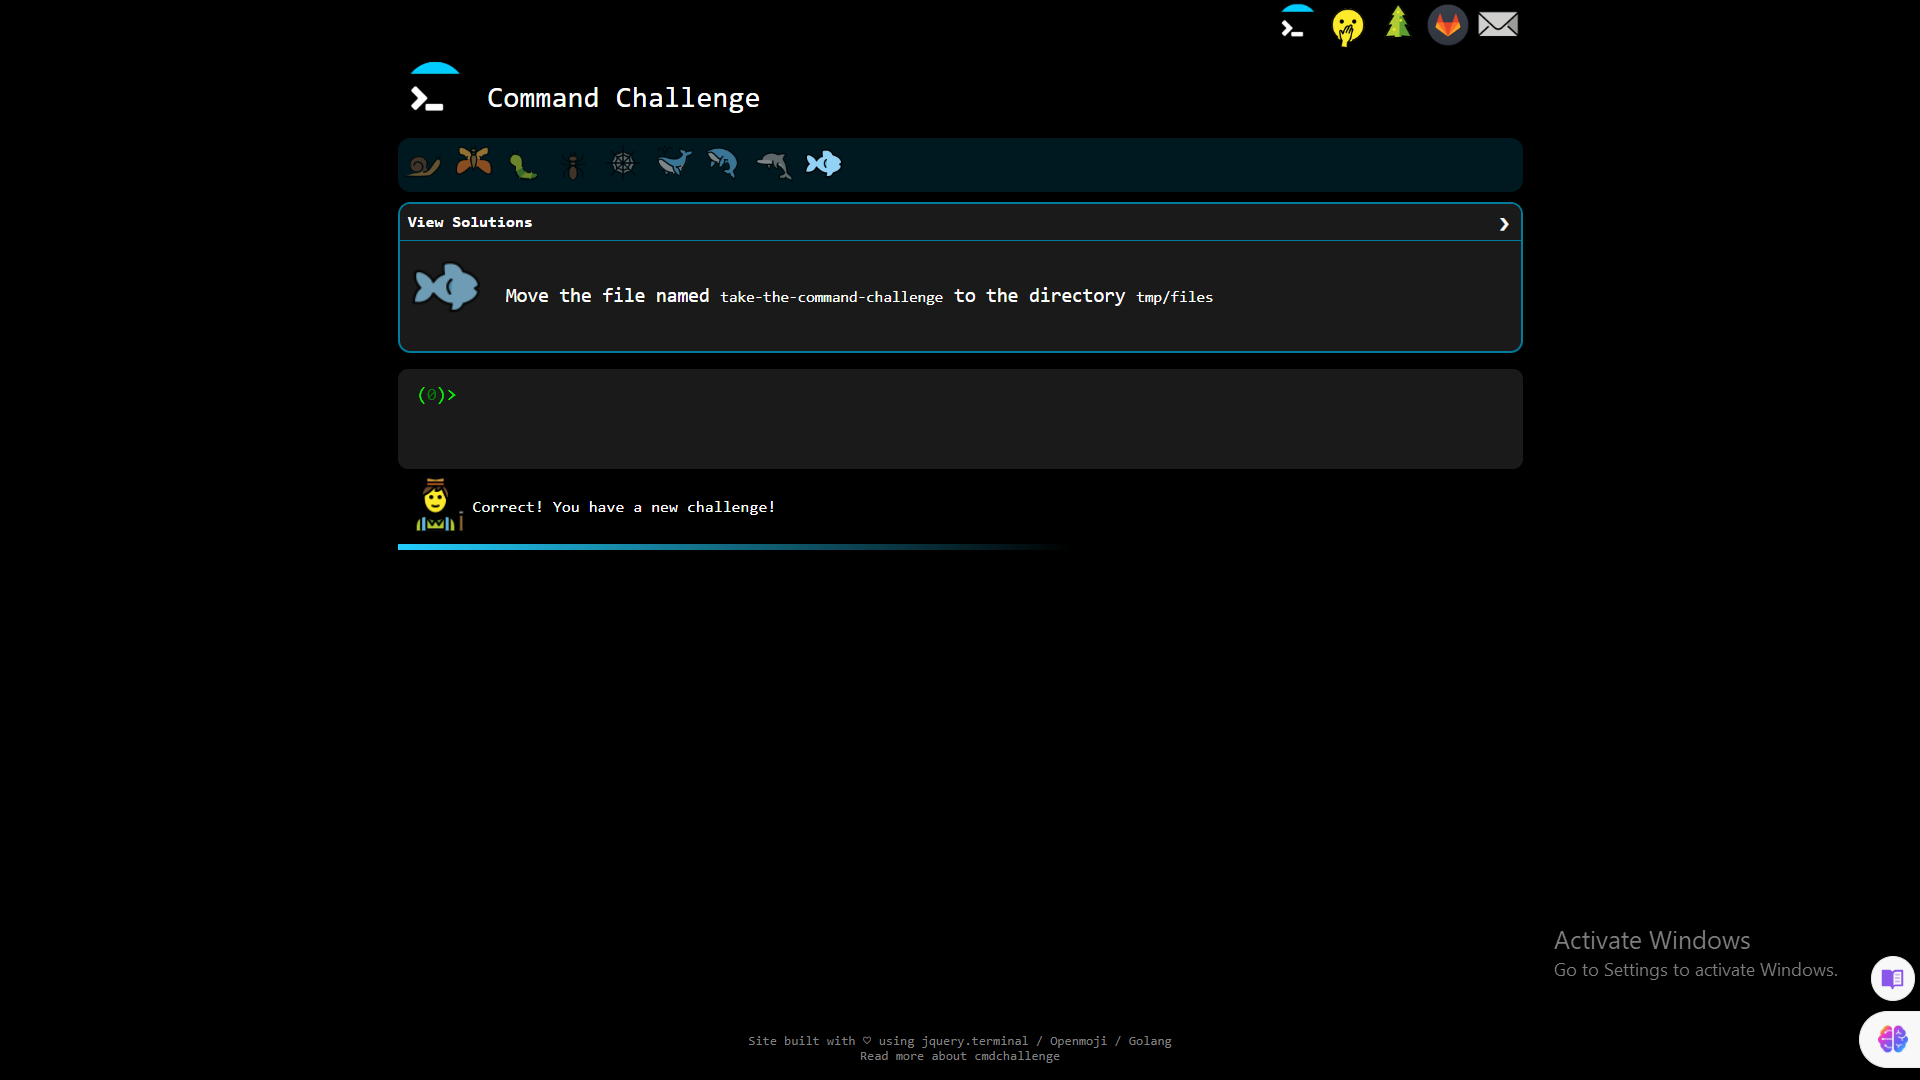 Command Challenge
View Solutions
Move the file named take-the-command-challenge to the directory tmp/files
(0)>
Correct! You have a new challenge!
Activate Windows
Go to Settings to activate Windows.
Site built with ♡ using jquery.terminal / Openmoji / Golang
Read more about cmdchallenge